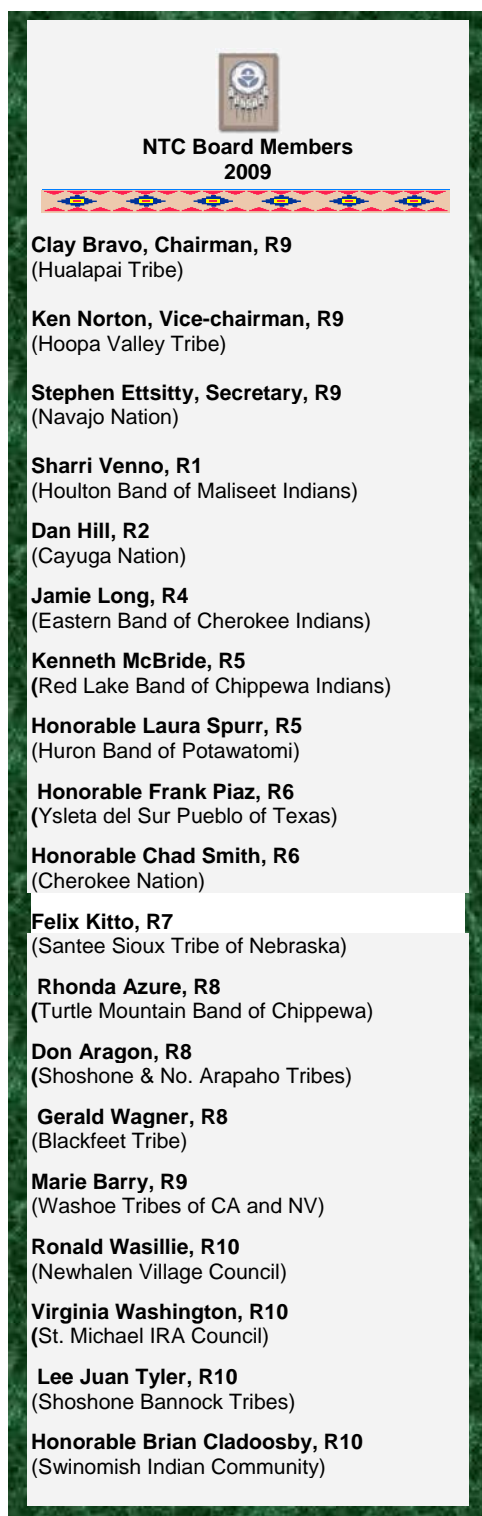 NTC Board Members
2009
Clay Bravo, Chairman, R9
(Hualapai Tribe)
Ken Norton, Vice-chairman, R9
(Hoopa Valley Tribe)
Stephen Ettsitty, Secretary, R9
(Navajo Nation)
Sharri Venno, R1
(Houlton Band of Maliseet Indians)
Dan Hill, R2
(Cayuga Nation)
Jamie Long, R4
(Eastern Band of Cherokee Indians)
Kenneth McBride, R5
(Red Lake Band of Chippewa Indians)
Honorable Laura Spurr, R5
(Huron Band of Potawatomi)
Honorable Frank Piaz, R6
(Ysleta del Sur Pueblo of Texas)
Honorable Chad Smith, R6
(Cherokee Nation)
Felix Kitto, R7
(Santee Sioux Tribe of Nebraska)
Rhonda Azure, R8
(Turtle Mountain Band of Chippewa)
Don Aragon, R8
(Shoshone & No. Arapaho Tribes)
Gerald Wagner, R8
(Blackfeet Tribe)
Marie Barry, R9
(Washoe Tribes of CA and NV)
Ronald Wasillie, R10
(Newhalen Village Council)
Virginia Washington, R10
(St. Michael IRA Council)
Lee Juan Tyler, R10
(Shoshone Bannock Tribes)
Honorable Brian Cladoosby, R10
(Swinomish Indian Community)